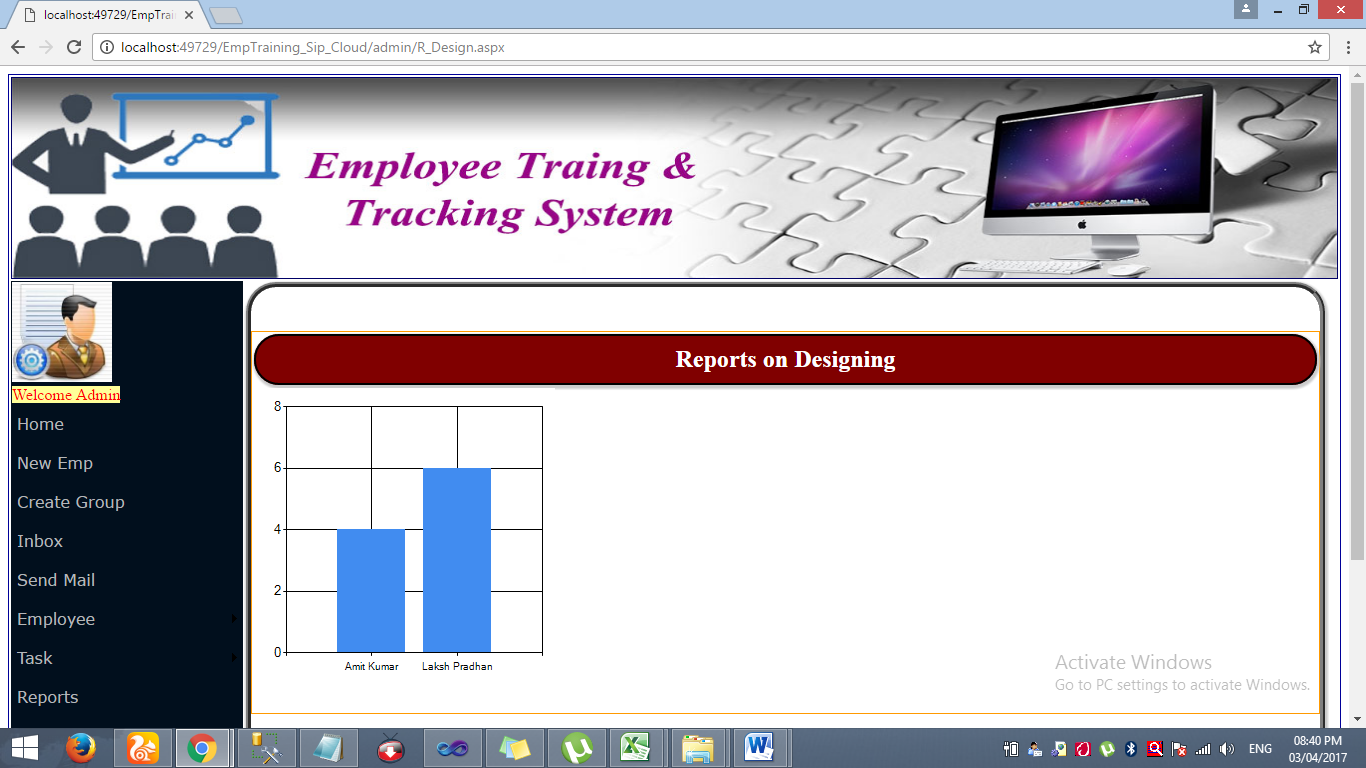 localhost:49729/EmpTrai
localhost:49729/EmpTraining_Sip_Cloud/admin/R_Design.aspx
Employee Traing &
Tracking System
Welcome Admin
Home
New Emp
Create Group
Inbox
Send Mail
Employee
Task
Reports
Reports on Designing
8
6
4
2
0
Amit Kumar
Laksh Pradhan
Activate Windows
Go to PC settings to activate Windows.
ENG
08:40 PM
03/04/2017